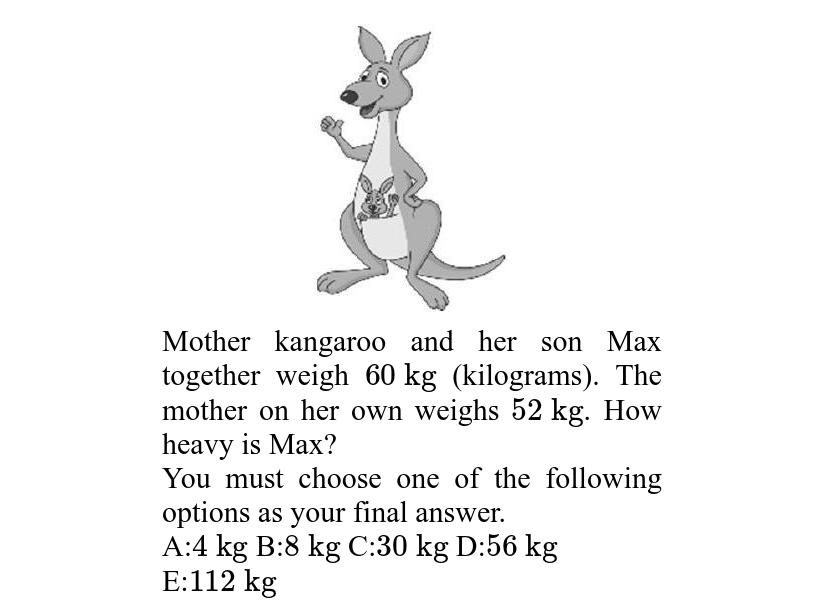 Mother kangaroo and her son Max
together weigh 60 kg (kilograms). The
mother on her own weighs 52 kg. How
heavy is Max?
You must choose one of the following
options as your final answer.
A:4 kg B:8 kg C:30 kg D:56 kg
E:112 kg